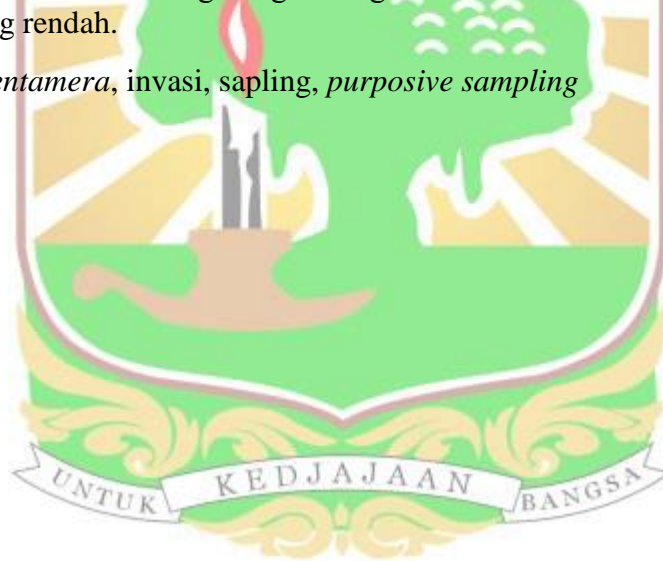 g rendah.
entamera, invasi, sapling, purposive sampling
UNTUK KEDJAJAAN BANGSA